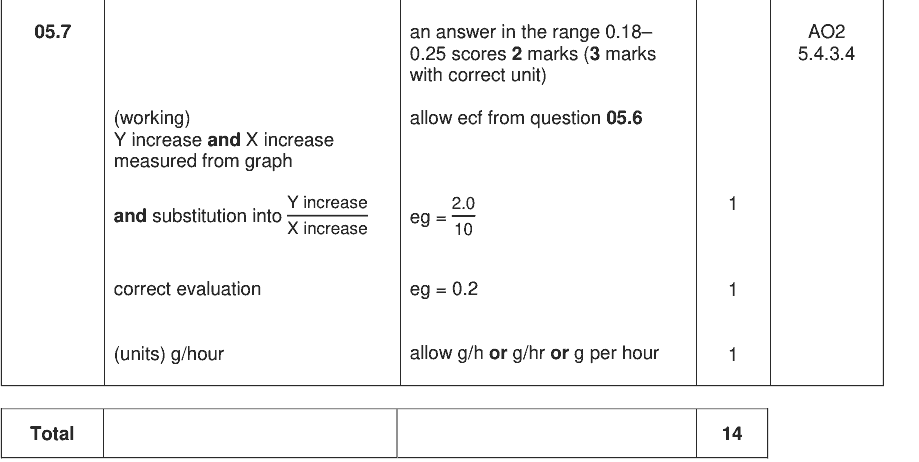 05.7
an answer in the range 0.18–
0.25 scores 2 marks (3 marks
with correct unit)
AO2
5.4.3.4
(working)
Y increase and X increase
measured from graph
allow ecf from question 05.6
and substitution into Y increase
X increase
eg = 2.0
10
1
correct evaluation
eg = 0.2
1
(units) g/hour
allow g/h or g/hr or g per hour
1
Total
14